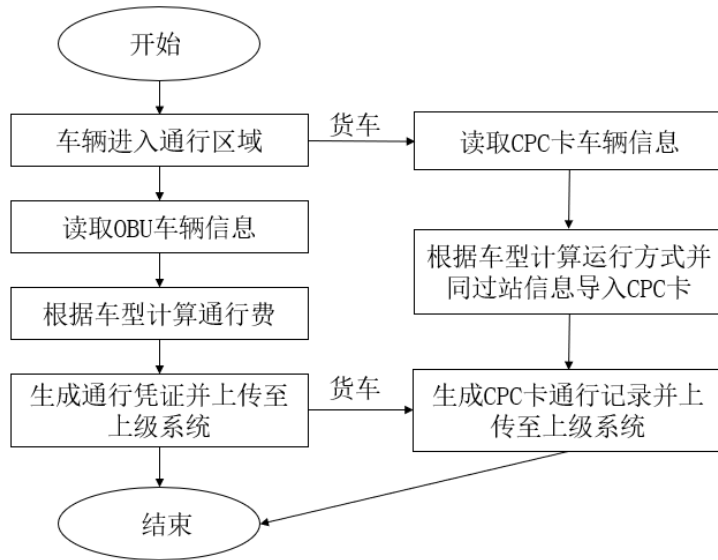 开始
车辆进入通行区域
货车
读取CPC卡车辆信息
读取OBU车辆信息
根据车型计算运行方式并
同过站信息导入CPC卡
根据车型计算通行费
生成通行凭证并上传至
上级系统
货车
生成CPC卡通行记录并上
传至上级系统
结束